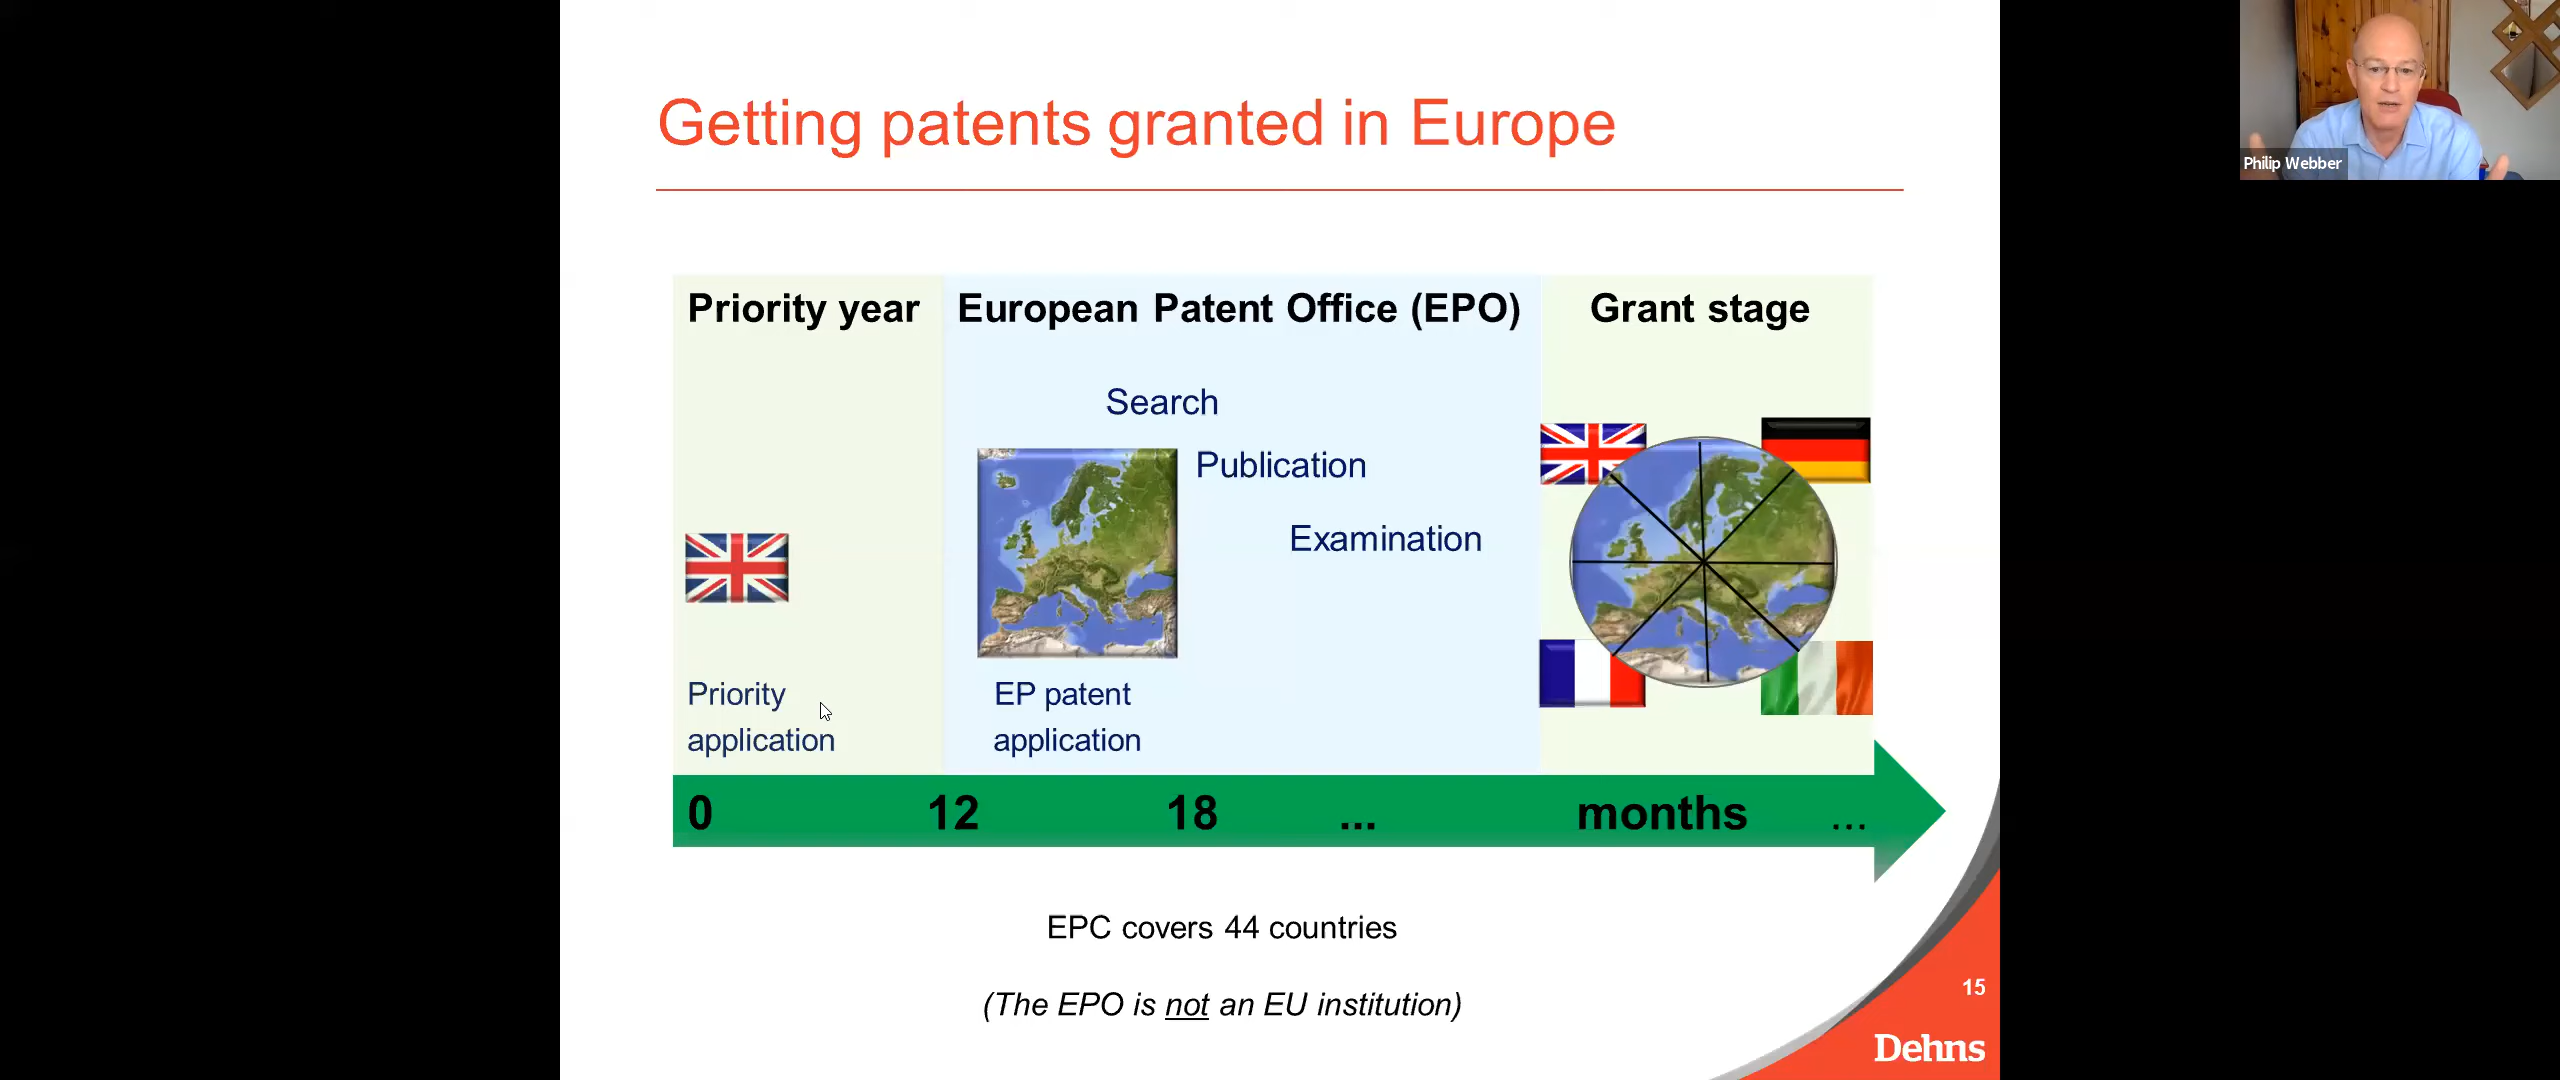 Getting patents granted in Europe
Philip Webber
Priority year
European Patent Office (EPO)
Grant stage
Search
Publication
Examination
Priority
application
EP patent
application
0 12 18 ... months ...
EPC covers 44 countries
(The EPO is not an EU institution)
15
Dehns